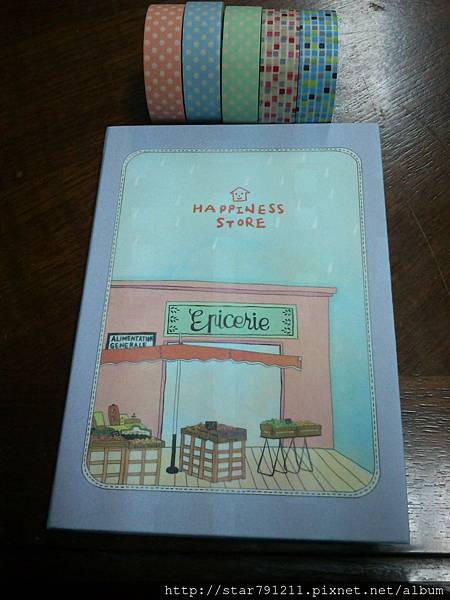 HAPPINESS
STORE
Epicerie
ALIMENTATION
GENERALE
http://star791211.pixnet.net/album